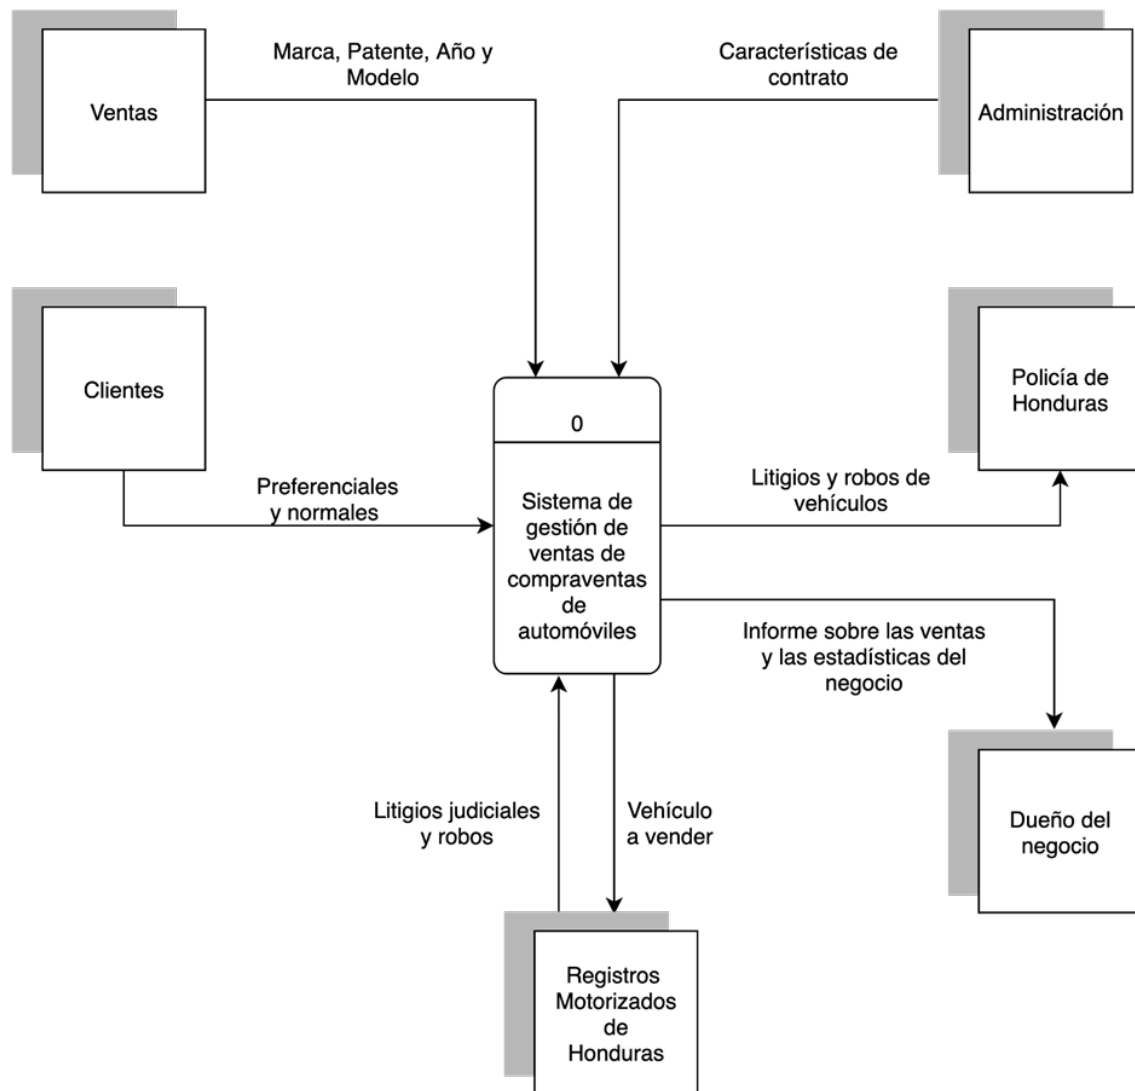 Marca, Patente, Año y
Modelo
Características de
contrato
Ventas
Administración
Clientes
Policía de
Honduras
0
Preferenciales
y normales
Litigios y robos de
vehículos
Sistema de
gestión de
ventas de
compraventas
de
automóviles
Informe sobre las ventas
y las estadísticas del
negocio
Litigios judiciales
y robos
Vehículo
a vender
Dueño del
negocio
Registros
Motorizados
de
Honduras